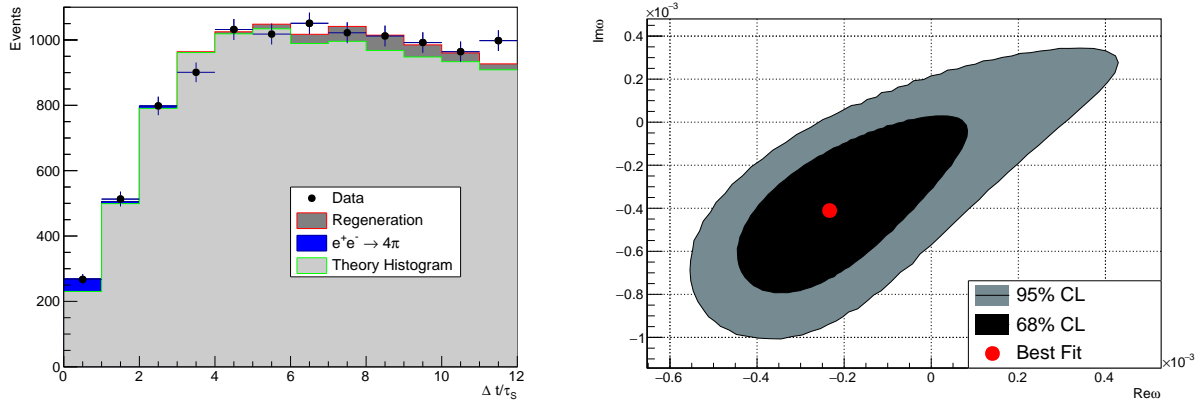 Events
1000
800
600
400
200
0
0 2 4 6 8 10 12
Δ t/τS
Data
Regeneration
e+e- → 4π
Theory Histogram
×10−3
Imω
0.4
0.2
0
−0.2
−0.4
−0.6
−0.8
−1
−0.6 −0.4 −0.2 0 0.2 0.4
×10−3
Reω
95% CL
68% CL
Best Fit